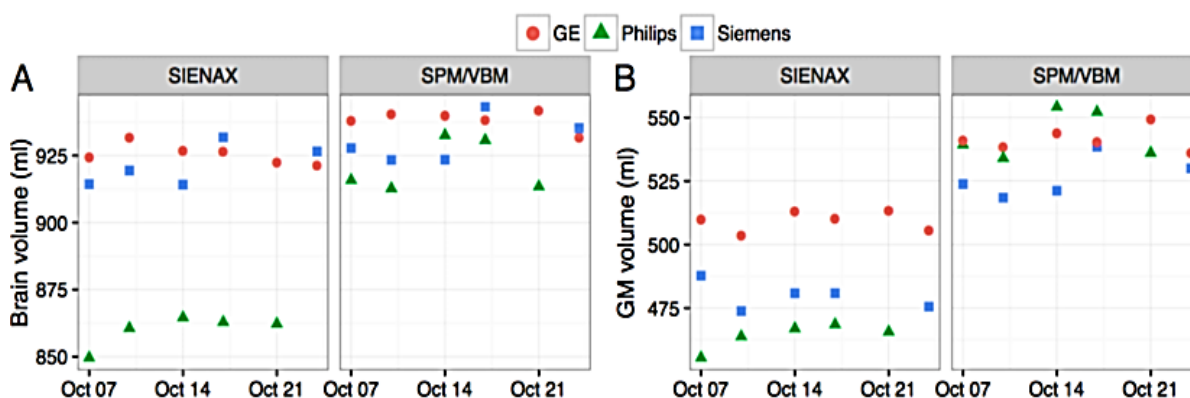 GE Philips Siemens
A SIENAX SPM/VBM B SIENAX SPM/VBM
Brain volume (ml)
925
900
875
850
Oct 07 Oct 14 Oct 21 Oct 07 Oct 14 Oct 21
GM volume (ml)
550
525
500
475
Oct 07 Oct 14 Oct 21 Oct 07 Oct 14 Oct 21